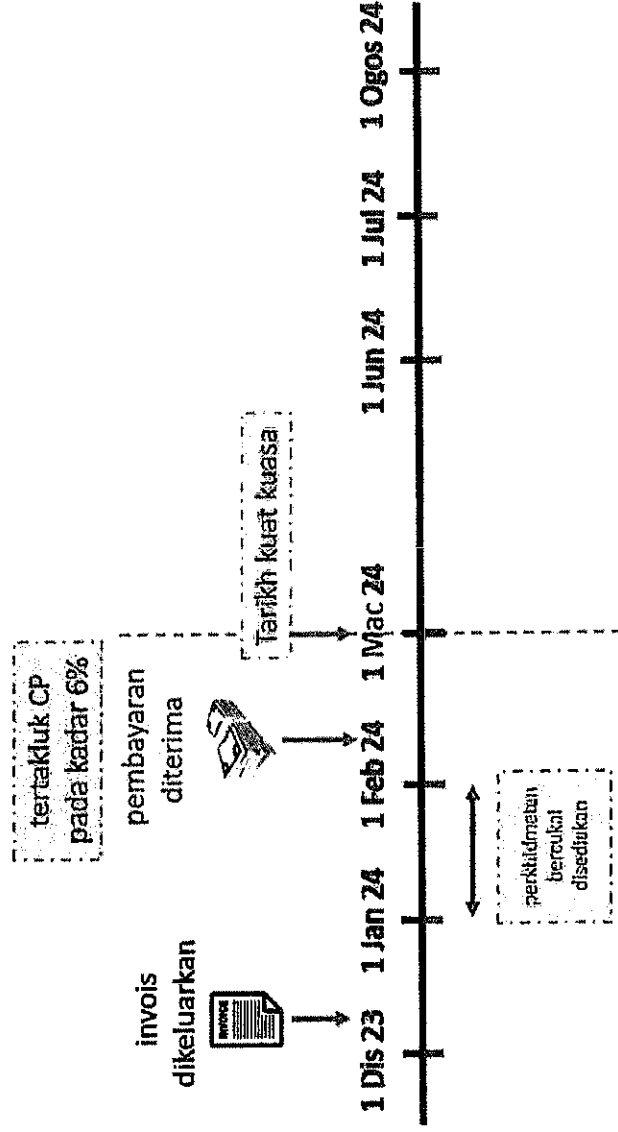 tertakluk CP
pada kadar 6%
invois
dikeluarkan
INVOICE
pembayaran
diterima
Tarikh kuat kuasa
1 Dis 23
1 Jan 24
1 Feb 24
1 Mac 24
1 Jun 24
1 Jul 24
1 Ogos 24
perkhidmatan
bercukai
disediakan